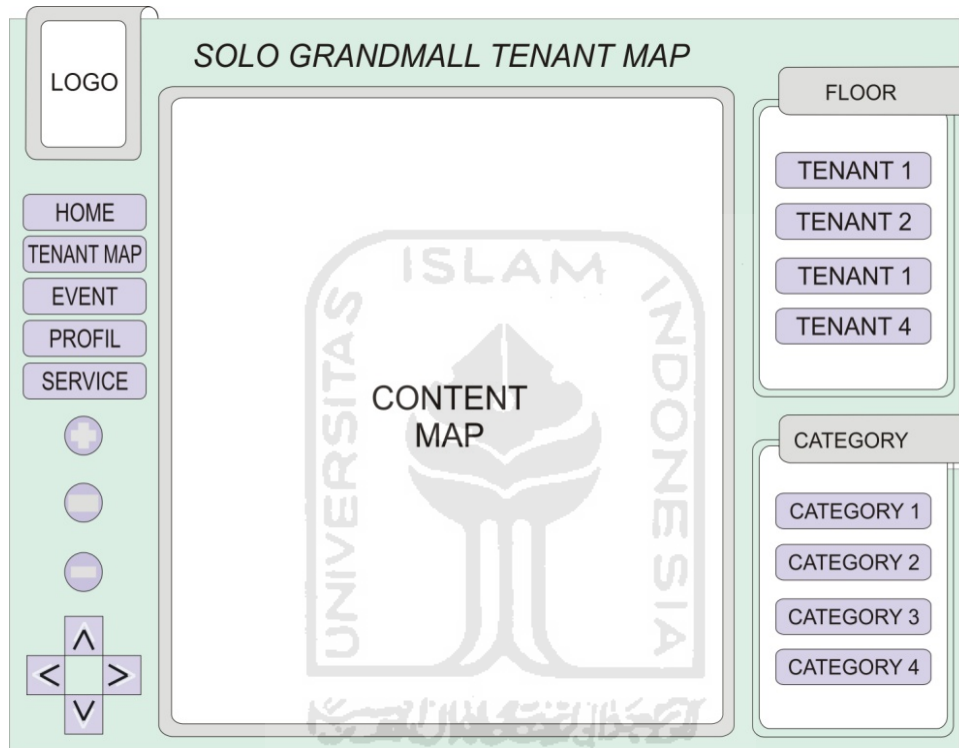 LOGO
SOLO GRANDMALL TENANT MAP
HOME
TENANT MAP
EVENT
PROFIL
SERVICE
<
>
^
v
CONTENT
MAP
UNIVERSITAS
ISLAM
INDONESIA
FLOOR
TENANT 1
TENANT 2
TENANT 1
TENANT 4
CATEGORY
CATEGORY 1
CATEGORY 2
CATEGORY 3
CATEGORY 4